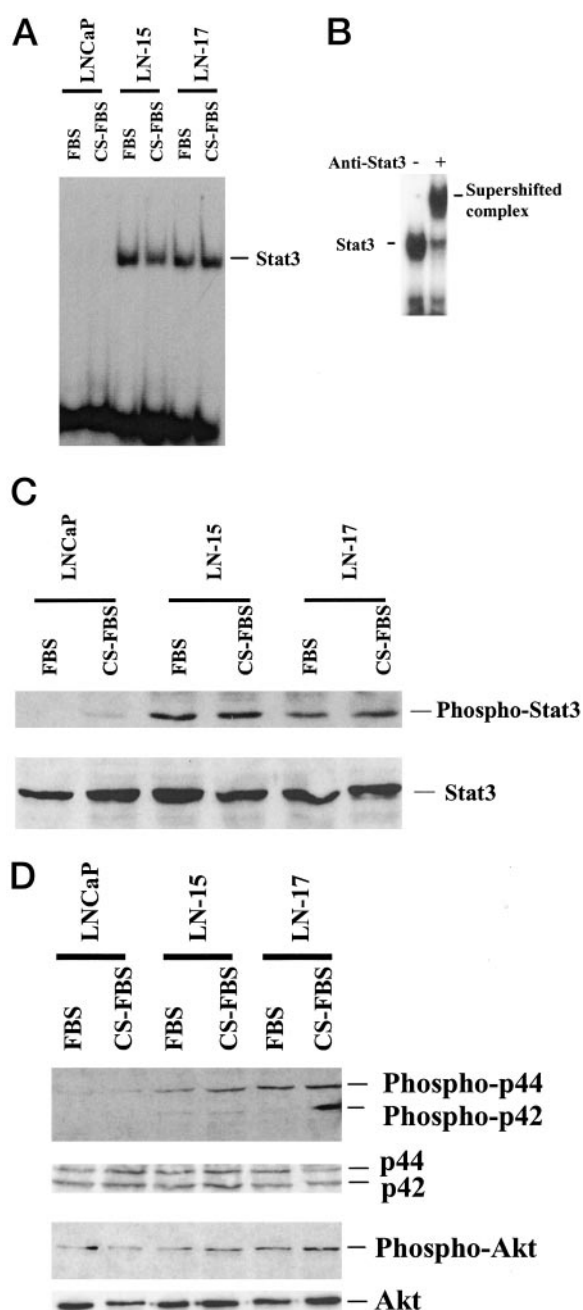 A
LNCaP
LN-15
LN-17
FBS
CS-FBS
FBS
CS-FBS
FBS
CS-FBS
Stat3
B
Anti-Stat3 - +
Supershifted
complex
Stat3
C
LNCaP
LN-15
LN-17
FBS
CS-FBS
FBS
CS-FBS
FBS
CS-FBS
Phospho-Stat3
Stat3
D
LNCaP
LN-15
LN-17
FBS
CS-FBS
FBS
CS-FBS
FBS
CS-FBS
Phospho-p44
Phospho-p42
p44
p42
Phospho-Akt
Akt